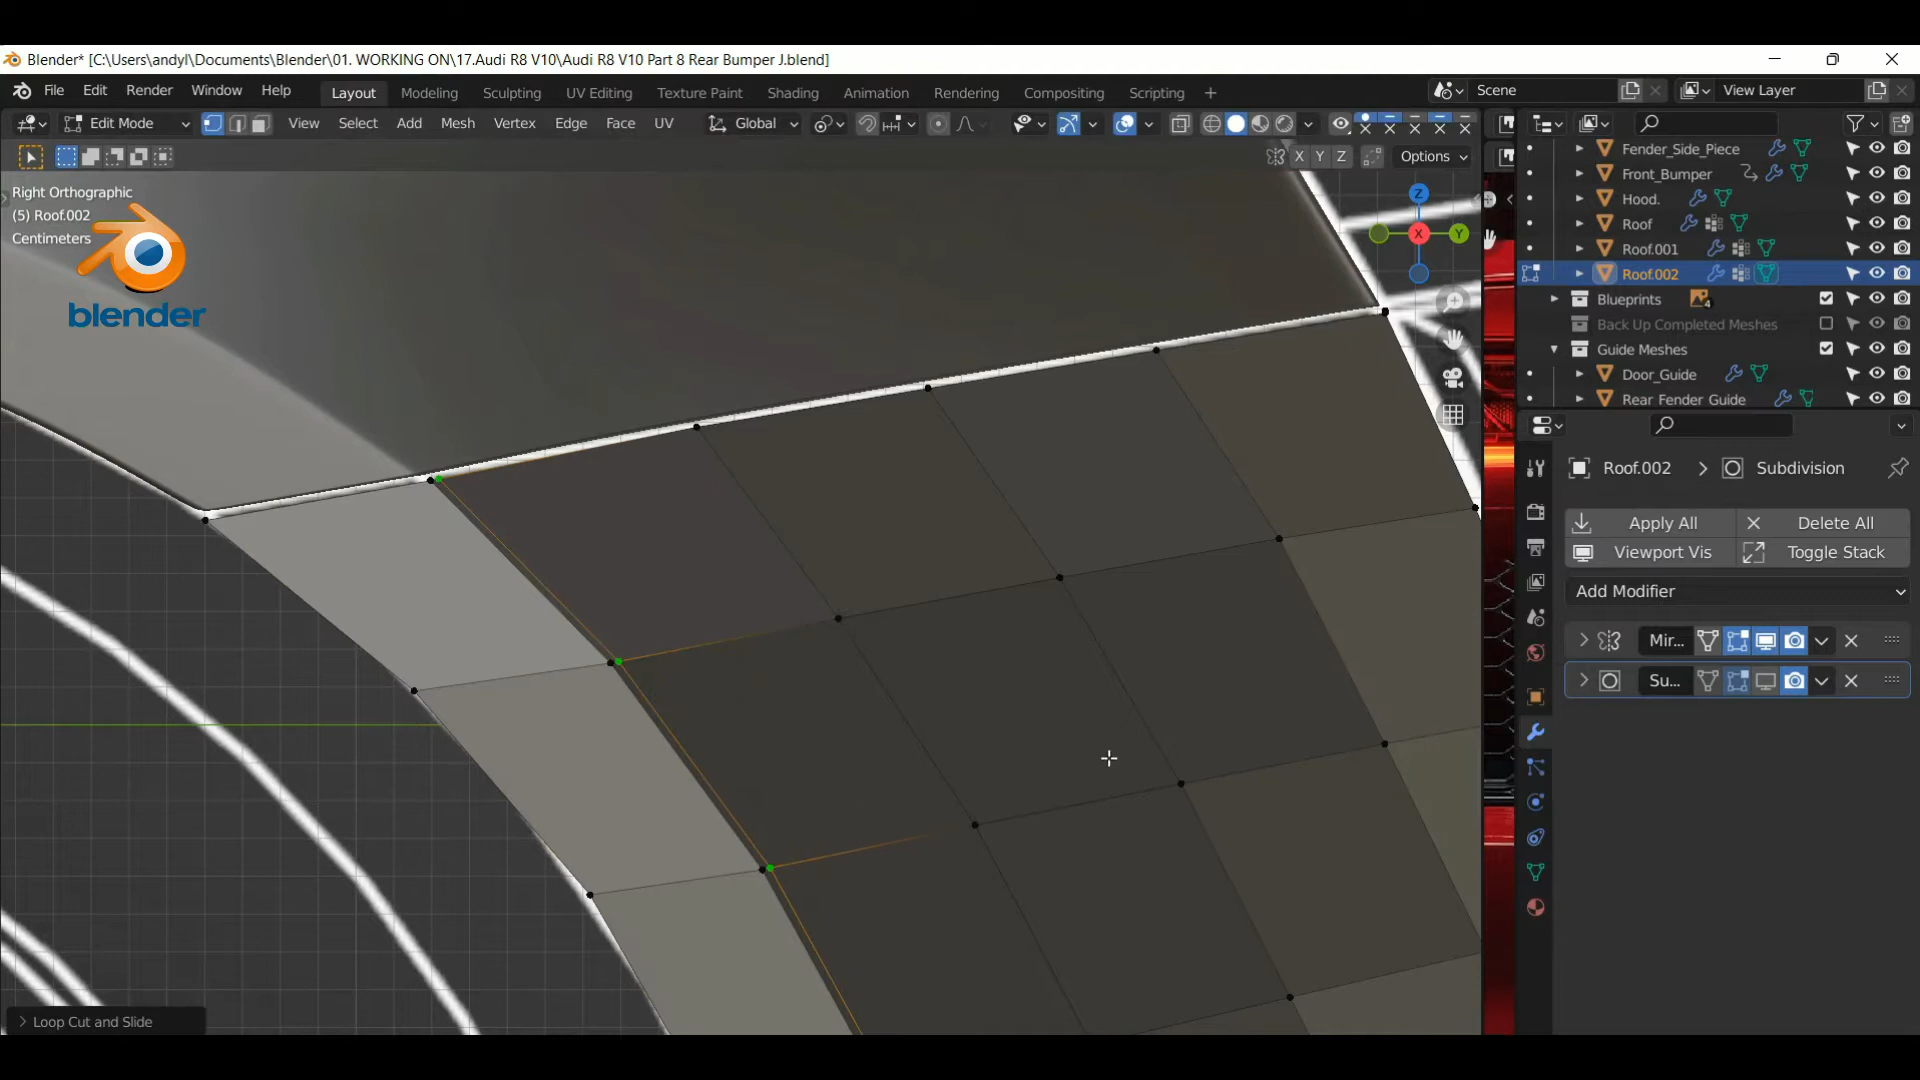 Blender* [C:\Users\andyl\Documents\Blender\01. WORKING ON\17.Audi R8 V10\Audi R8 V10 Part 8 Rear Bumper J.blend]
File Edit Render Window Help Layout Modeling Sculpting UV Editing Texture Paint Shading Animation Rendering Compositing Scripting + Scene View Layer
Edit Mode View Select Add Mesh Vertex Edge Face UV Global
X Y Z Options
Right Orthographic
(5) Roof.002
Centimeters
blender
Z
X
Y
Fender_Side_Piece
Front_Bumper
Hood.
Roof
Roof.001
Roof.002
Blueprints
4
Back Up Completed Meshes
Guide Meshes
Door_Guide
Rear Fender Guide
Roof.002 > Subdivision
Apply All Delete All
Viewport Vis Toggle Stack
Add Modifier
Mir...
Su...
Loop Cut and Slide